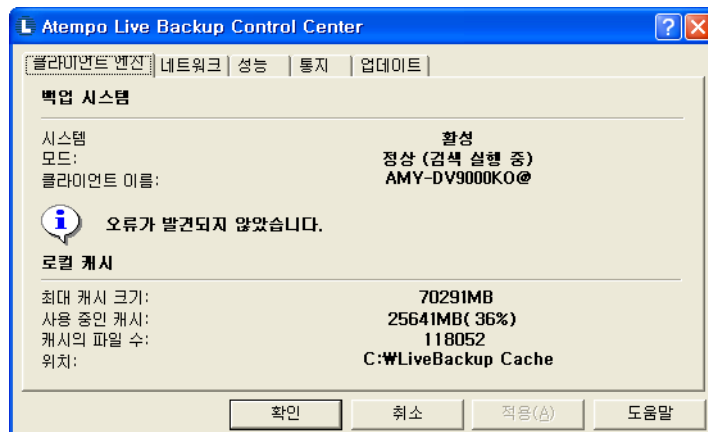 Atempo Live Backup Control Center
클라이언트 엔진 네트워크 성능 통지 업데이트
백업 시스템
시스템 활성
모드: 정상 (검색 실행 중)
클라이언트 이름: AMY-DV9000KO@
오류가 발견되지 않았습니다.
로컬 캐시
최대 캐시 크기: 70291MB
사용 중인 캐시: 25641MB( 36%)
캐시의 파일 수: 118052
위치: C:₩LiveBackup Cache
확인 취소 적용(A) 도움말